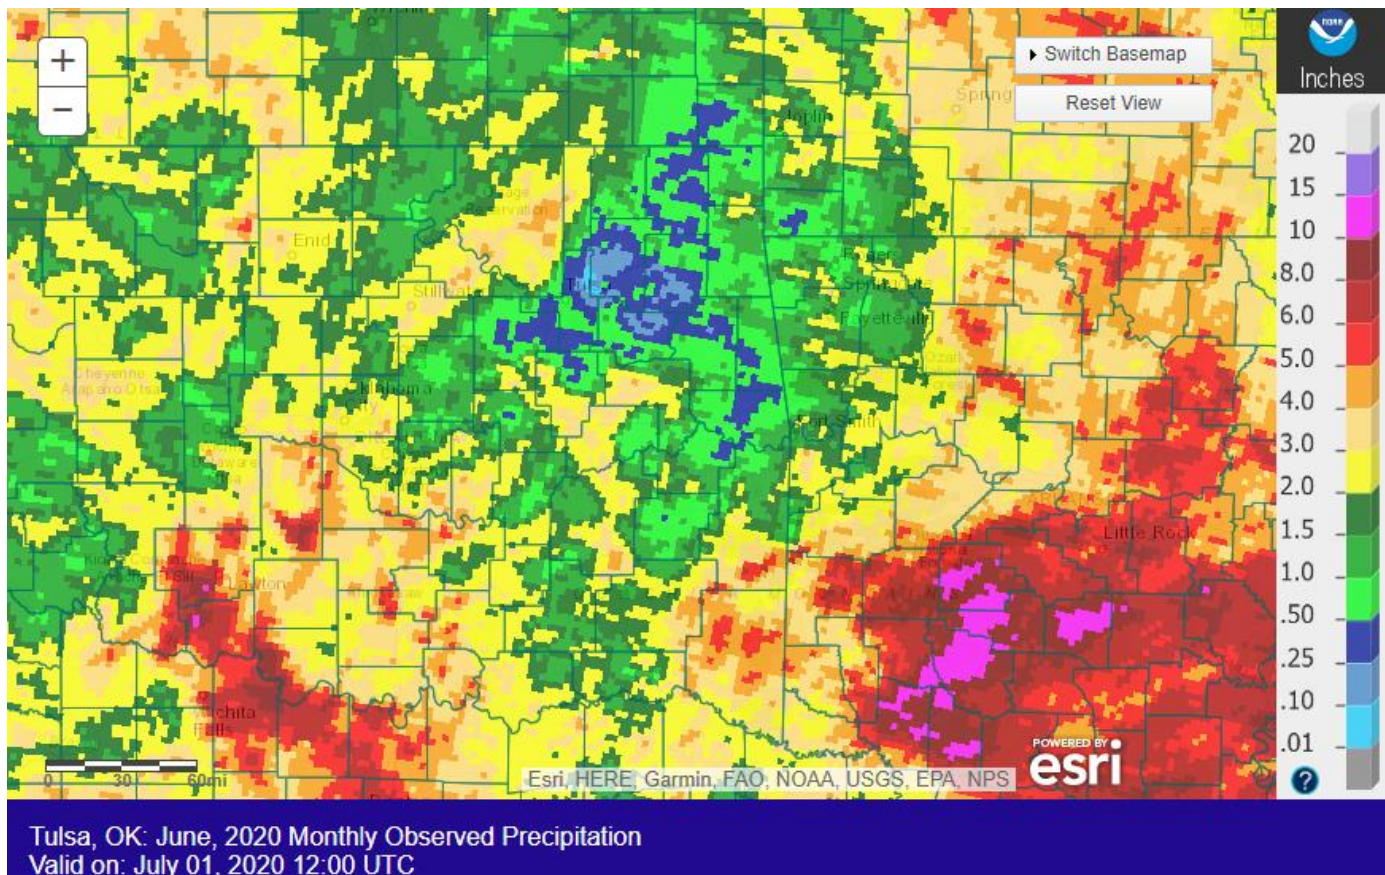 +
−
Switch Basemap
Reset View
NOAA
Inches
20
15
10
8.0
6.0
5.0
4.0
3.0
2.0
1.5
1.0
.50
.25
.10
.01
?
Joplin
Enid
Reservation
Tulsa
Fayetteville
Cheyenne
Oklahoma
City
Fort Smith
Little Rock
Lawton
Wichita
Falls
0 30 60mi
Esri, HERE, Garmin, FAO, NOAA, USGS, EPA, NPS
POWERED BY
esri
Tulsa, OK: June, 2020 Monthly Observed Precipitation
Valid on: July 01, 2020 12:00 UTC